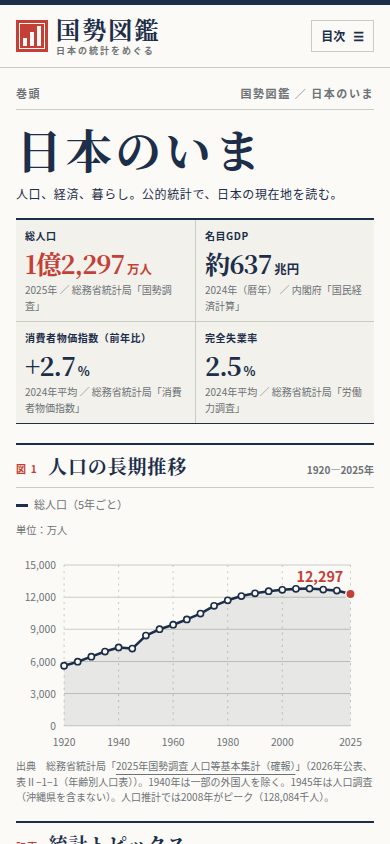 国勢図鑑
日本の統計をめぐる
目次 ☰
巻頭
国勢図鑑 ／ 日本のいま
日本のいま
人口、経済、暮らし。公的統計で、日本の現在地を読む。
総人口
1億2,297万人
2025年 ／ 総務省統計局「国勢調
査」
名目GDP
約637兆円
2024年（暦年） ／ 内閣府「国民経
済計算」
消費者物価指数（前年比）
+2.7%
2024年平均 ／ 総務省統計局「消費
者物価指数」
完全失業率
2.5%
2024年平均 ／ 総務省統計局「労働
力調査」
図 1 人口の長期推移
1920—2025年
総人口（5年ごと）
単位：万人
12,297
15,000
12,000
9,000
6,000
3,000
0
1920 1940 1960 1980 2000 2025
出典 総務省統計局「2025年国勢調査 人口等基本集計（確報）」（2026年公表、
表Ⅱ−1−1（年齢別人口表））。1940年は一部の外国人を除く。1945年は人口調査
（沖縄県を含まない）。人口推計では2008年がピーク（128,084千人）。
統計トピックス